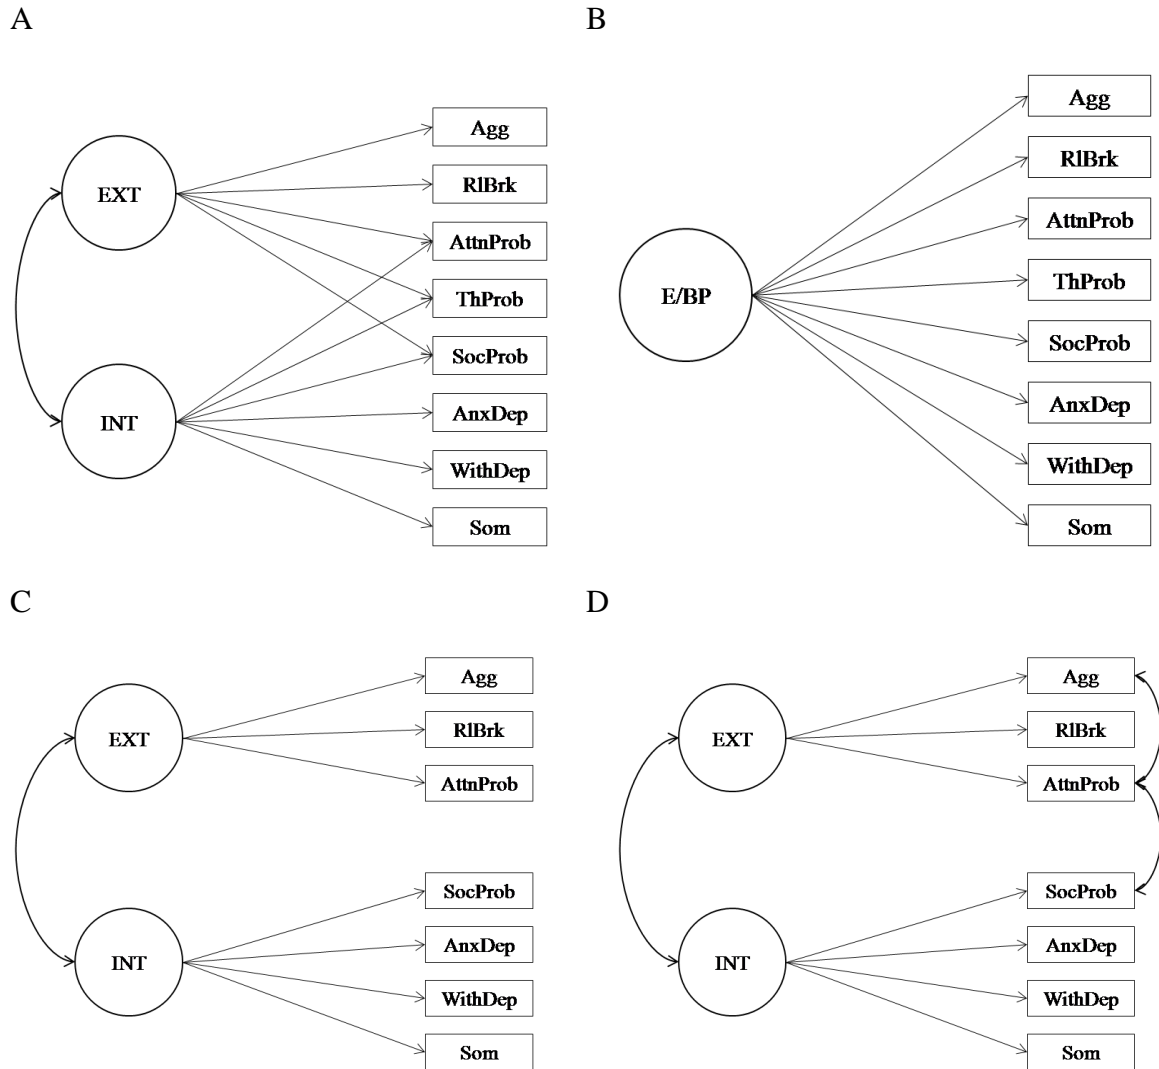 A
EXT
INT
Agg
RlBrk
AttnProb
ThProb
SocProb
AnxDep
WithDep
Som
B
E/BP
Agg
RlBrk
AttnProb
ThProb
SocProb
AnxDep
WithDep
Som
C
EXT
INT
Agg
RlBrk
AttnProb
SocProb
AnxDep
WithDep
Som
D
EXT
INT
Agg
RlBrk
AttnProb
SocProb
AnxDep
WithDep
Som